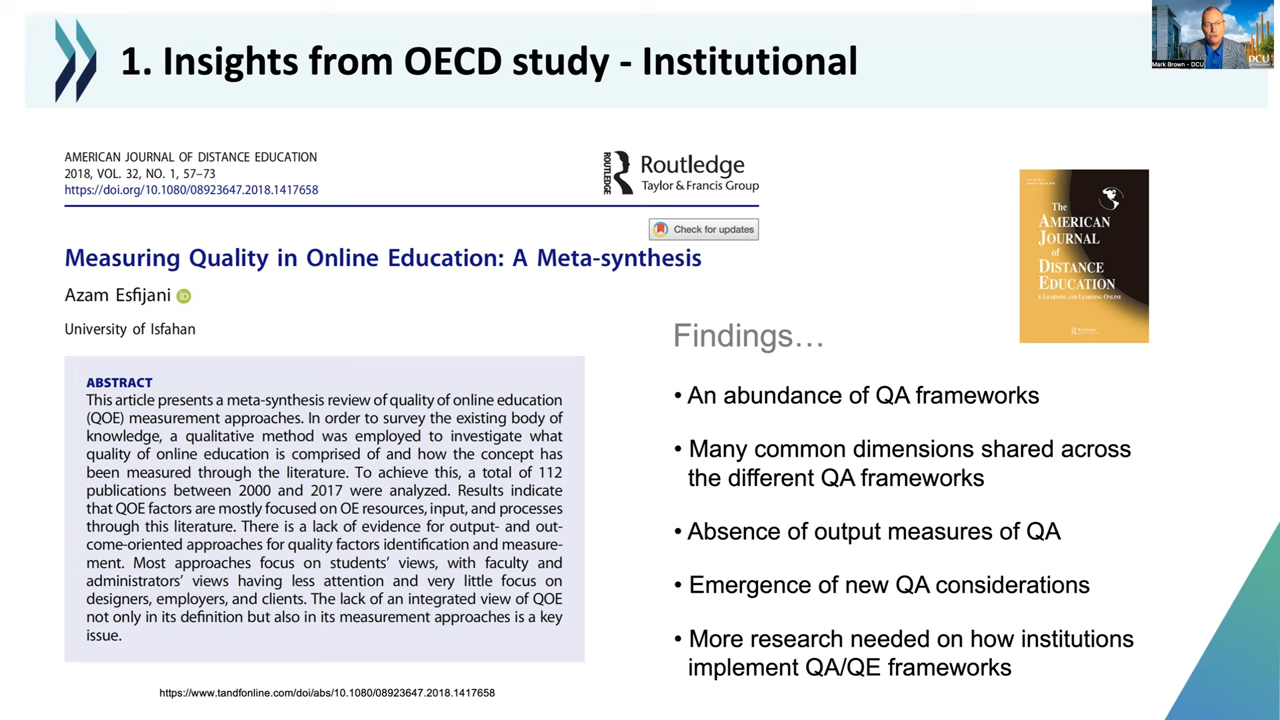 1. Insights from OECD study - Institutional
Mark Brown - DCU
DCU
AMERICAN JOURNAL OF DISTANCE EDUCATION
2018, VOL. 32, NO. 1, 57–73
https://doi.org/10.1080/08923647.2018.1417658
ROUTLEDGE
Routledge
Taylor & Francis Group
Check for updates
Measuring Quality in Online Education: A Meta-synthesis
Azam Esfijani iD
University of Isfahan
ABSTRACT
This article presents a meta-synthesis review of quality of online education
(QOE) measurement approaches. In order to survey the existing body of
knowledge, a qualitative method was employed to investigate what
quality of online education is comprised of and how the concept has
been measured through the literature. To achieve this, a total of 112
publications between 2000 and 2017 were analyzed. Results indicate
that QOE factors are mostly focused on OE resources, input, and processes
through this literature. There is a lack of evidence for output- and out-
come-oriented approaches for quality factors identification and measure-
ment. Most approaches focus on students’ views, with faculty and
administrators’ views having less attention and very little focus on
designers, employers, and clients. The lack of an integrated view of QOE
not only in its definition but also in its measurement approaches is a key
issue.
https://www.tandfonline.com/doi/abs/10.1080/08923647.2018.1417658
The
AMERICAN
JOURNAL
of
DISTANCE
EDUCATION
E-LEARNING AND LEARNING ONLINE
Routledge
Findings…
• An abundance of QA frameworks
• Many common dimensions shared across
the different QA frameworks
• Absence of output measures of QA
• Emergence of new QA considerations
• More research needed on how institutions
implement QA/QE frameworks